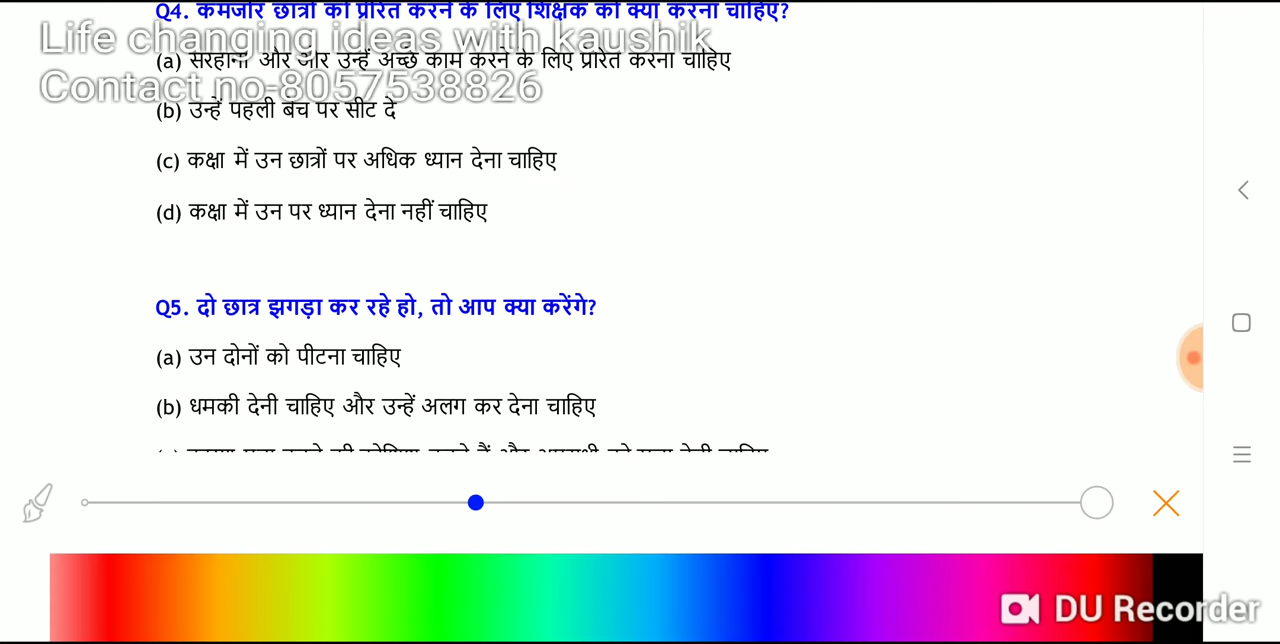 Q4. कमजोर छात्रों को प्रेरित करने के लिए शिक्षक को क्या करना चाहिए?
Life changing ideas with kaushik
(a) सरहाना और और उन्हें अच्छे काम करने के लिए प्रेरित करना चाहिए
Contact no-8057538826
(b) उन्हें पहली बेंच पर सीट दे
(c) कक्षा में उन छात्रों पर अधिक ध्यान देना चाहिए
(d) कक्षा में उन पर ध्यान देना नहीं चाहिए
Q5. दो छात्र झगड़ा कर रहे हो, तो आप क्या करेंगे?
(a) उन दोनों को पीटना चाहिए
(b) धमकी देनी चाहिए और उन्हें अलग कर देना चाहिए
DU Recorder